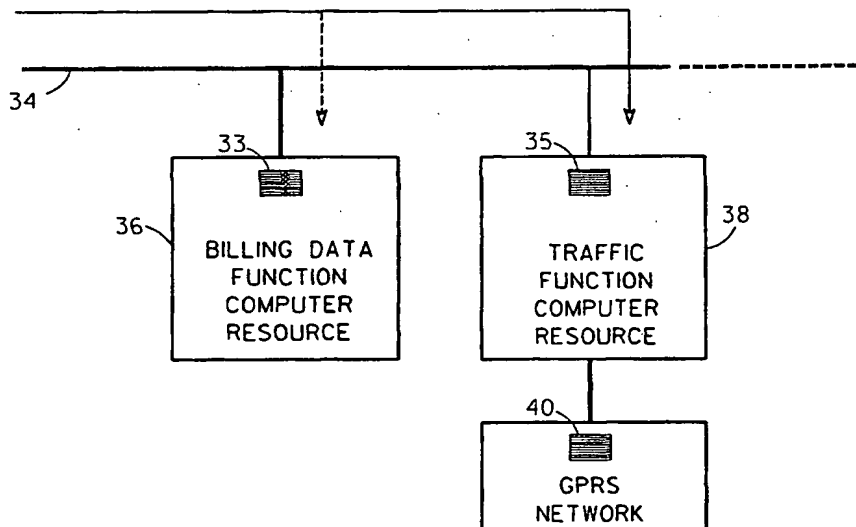 34
33
35
36
38
BILLING DATA
FUNCTION
COMPUTER
RESOURCE
TRAFFIC
FUNCTION
COMPUTER
RESOURCE
40
GPRS
NETWORK